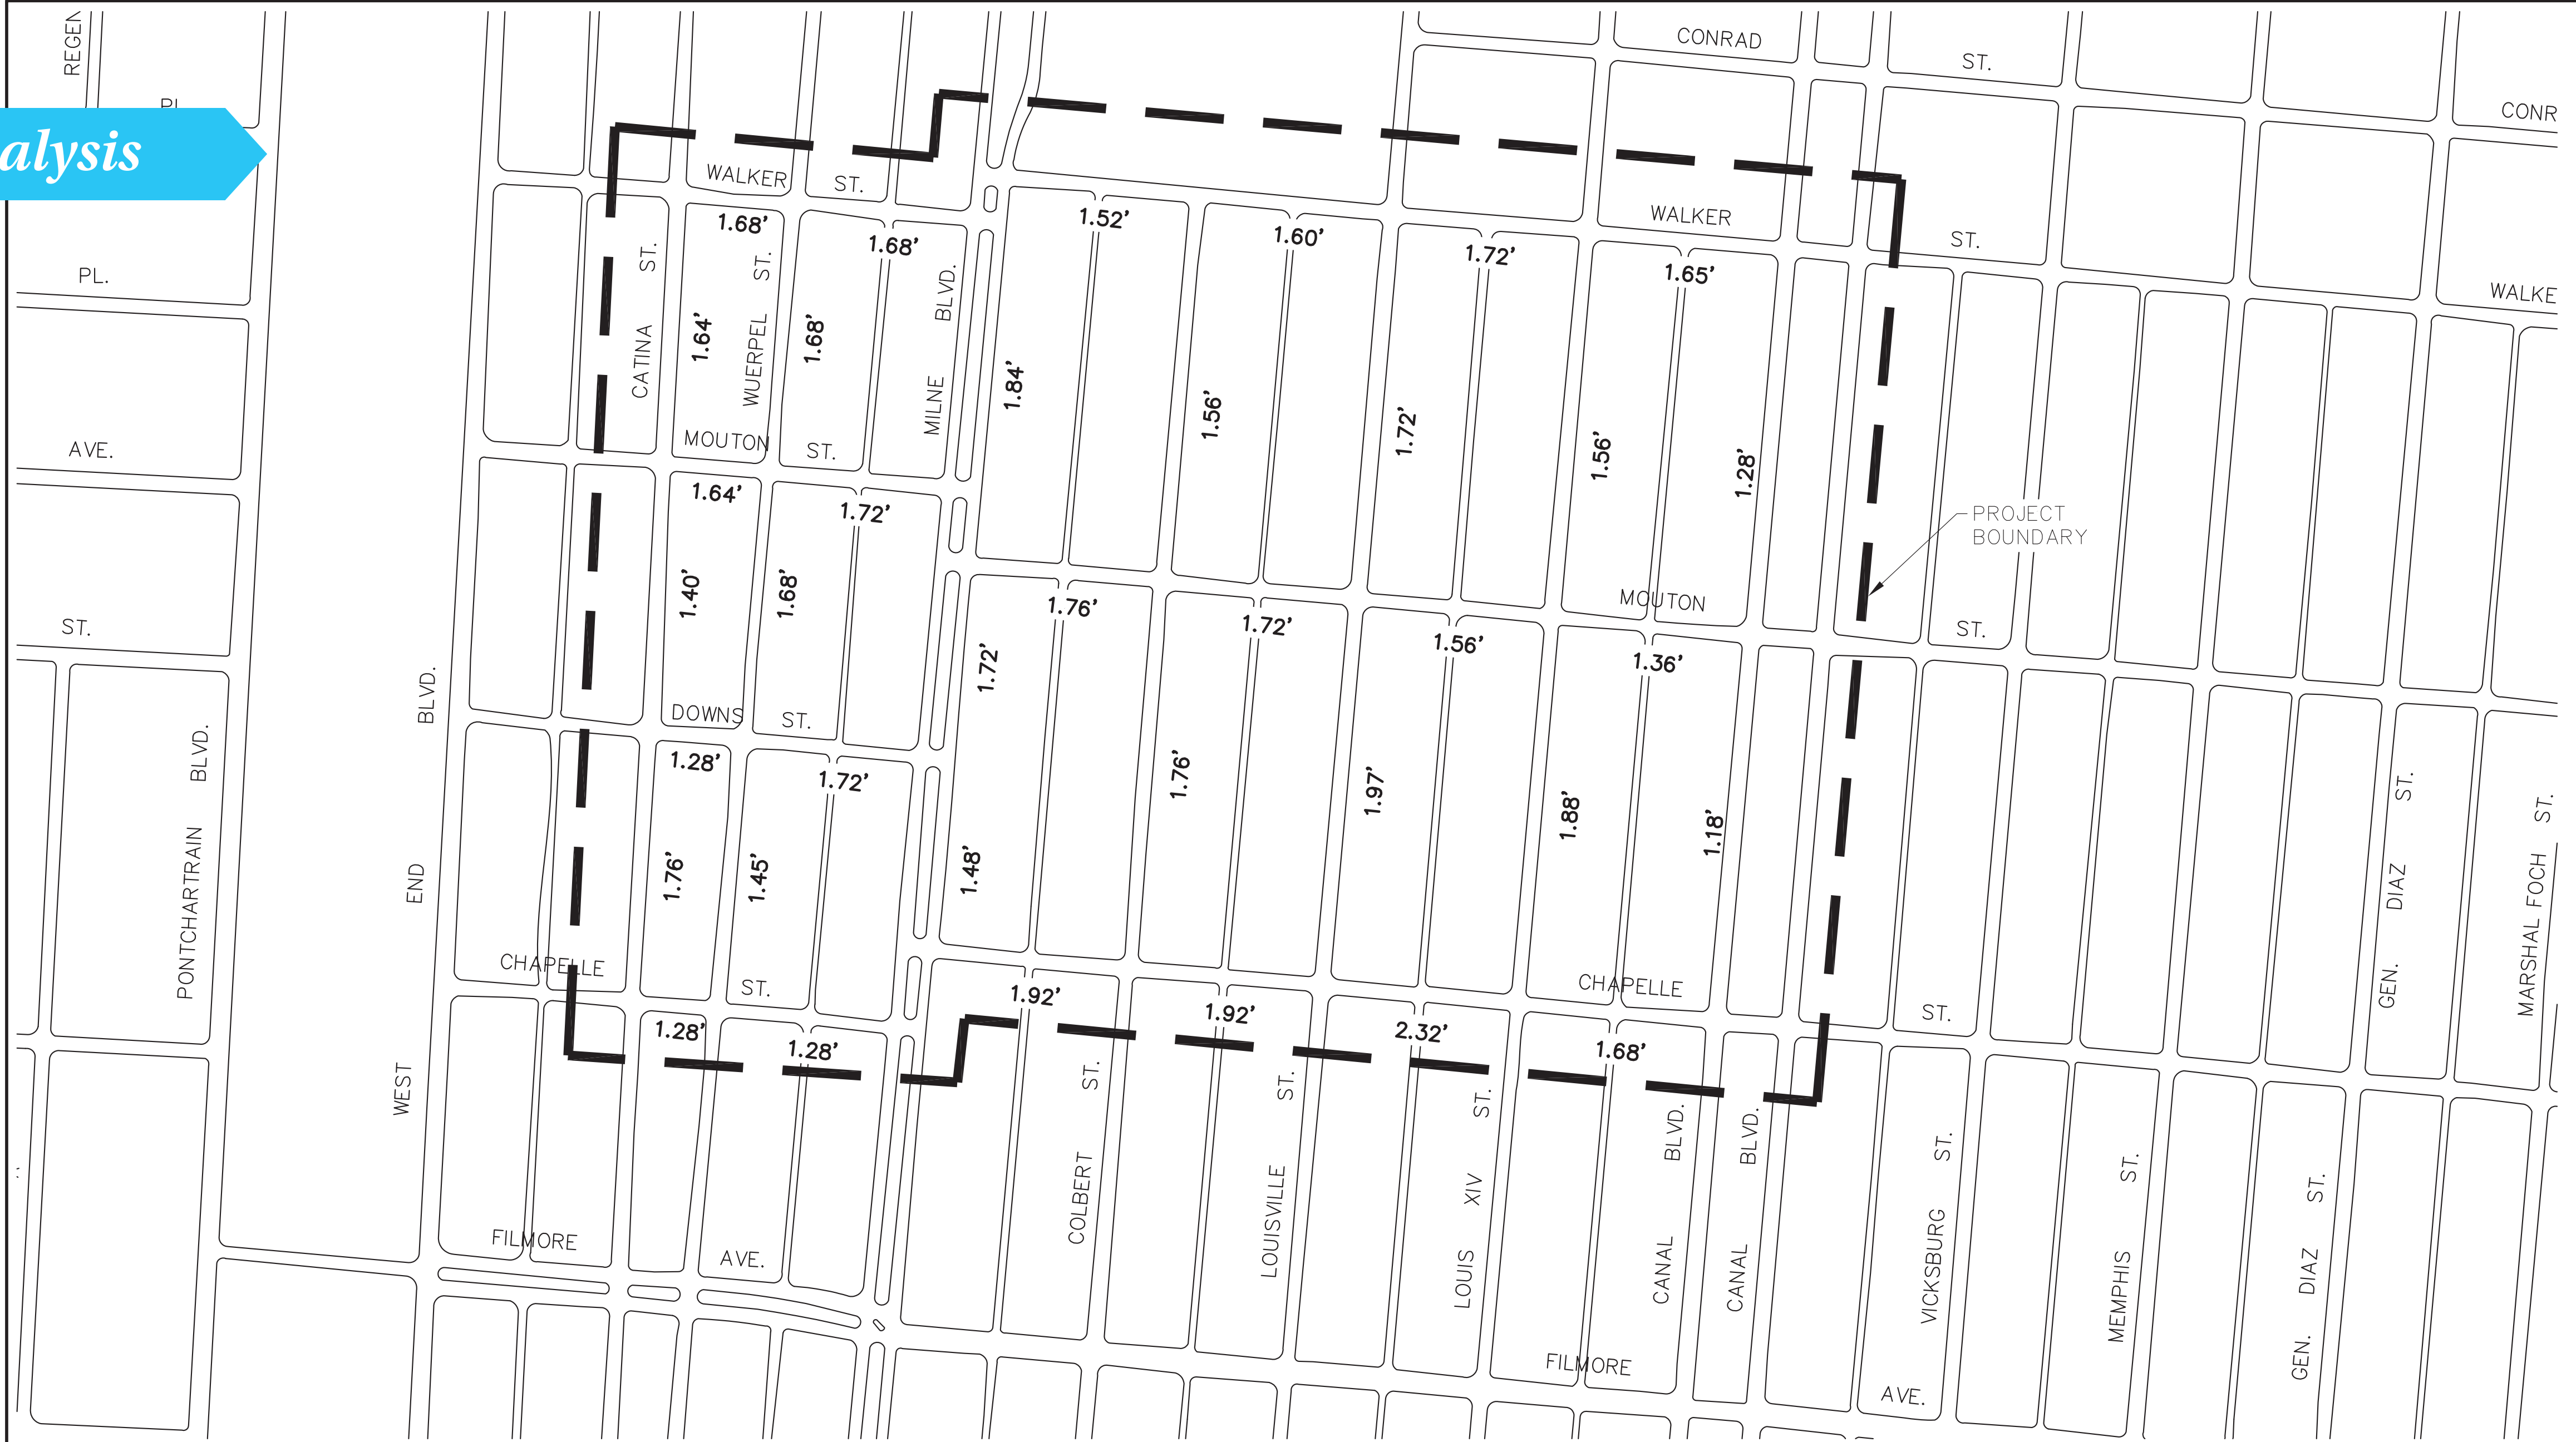 REGEN
PL.
alysis
PL.
AVE.
ST.
PONTCHARTRAIN BLVD.
WEST END BLVD.
CONRAD ST.
CONR
WALKER ST.
WALKER ST.
WALKE
1.68'
1.68'
1.52'
1.60'
1.72'
1.65'
CATINA ST.
1.64'
WUERPEL ST.
1.68'
MILNE BLVD.
1.84'
1.56'
1.72'
1.56'
1.28'
MOUTON ST.
1.64'
1.72'
PROJECT
BOUNDARY
1.40'
1.68'
MOUTON ST.
1.76'
1.72'
1.56'
1.36'
1.72'
DOWNS ST.
1.28'
1.72'
1.76'
1.97'
1.88'
1.18'
1.76'
1.45'
1.48'
CHAPELLE ST.
CHAPELLE ST.
1.28'
1.28'
1.92'
1.92'
2.32'
1.68'
COLBERT ST.
LOUISVILLE ST.
LOUIS XIV ST.
CANAL BLVD.
CANAL BLVD.
VICKSBURG ST.
MEMPHIS ST.
GEN. DIAZ ST.
GEN. DIAZ ST.
MARSHAL FOCH ST.
FILMORE AVE.
FILMORE AVE.